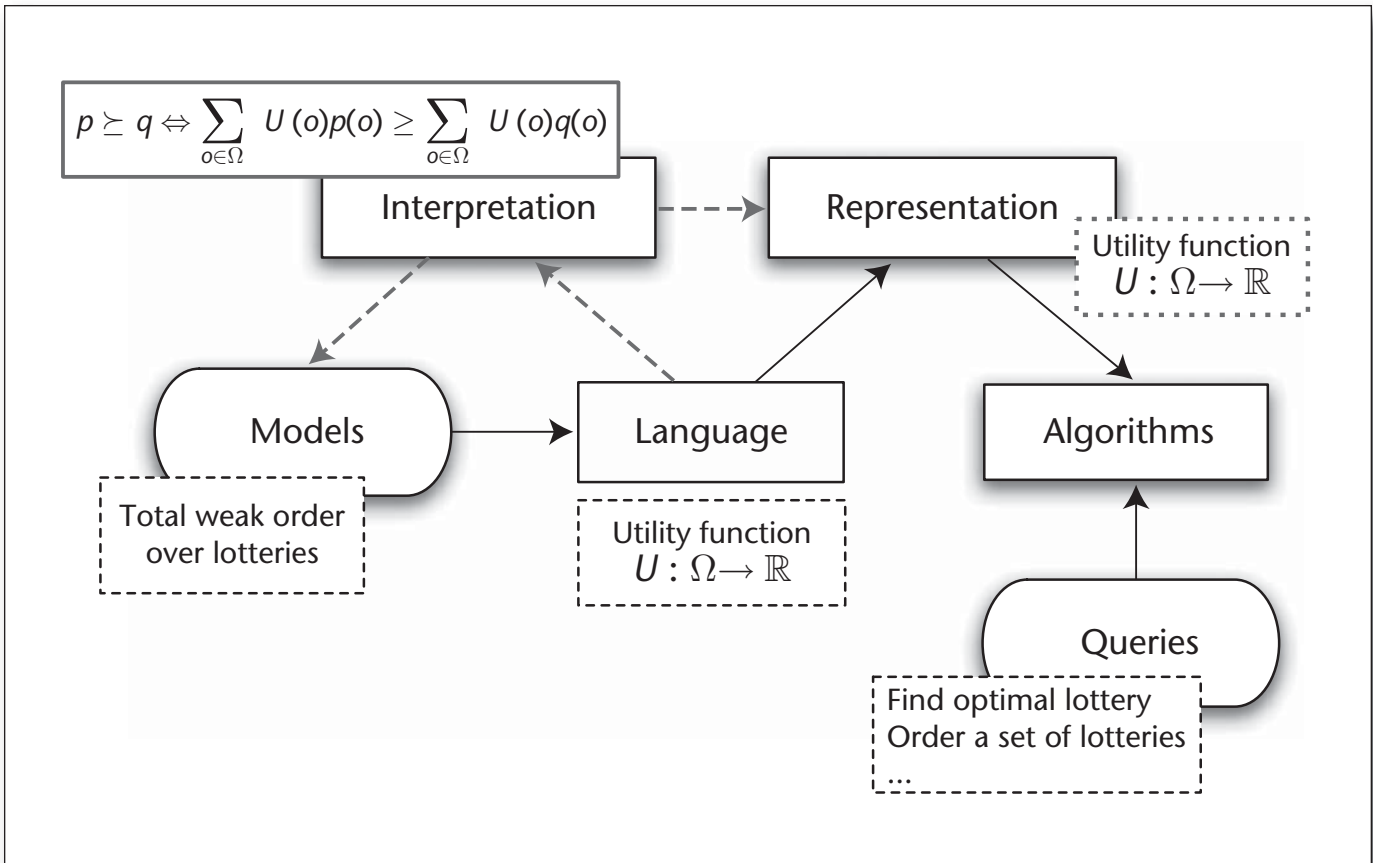 p ⪰ q ⇔ ∑ U (o)p(o) ≥ ∑ U (o)q(o)
o∈Ω o∈Ω
Interpretation
Representation
Utility function
U : Ω → ℝ
Models
Language
Algorithms
Total weak order
over lotteries
Utility function
U : Ω → ℝ
Queries
Find optimal lottery
Order a set of lotteries
...